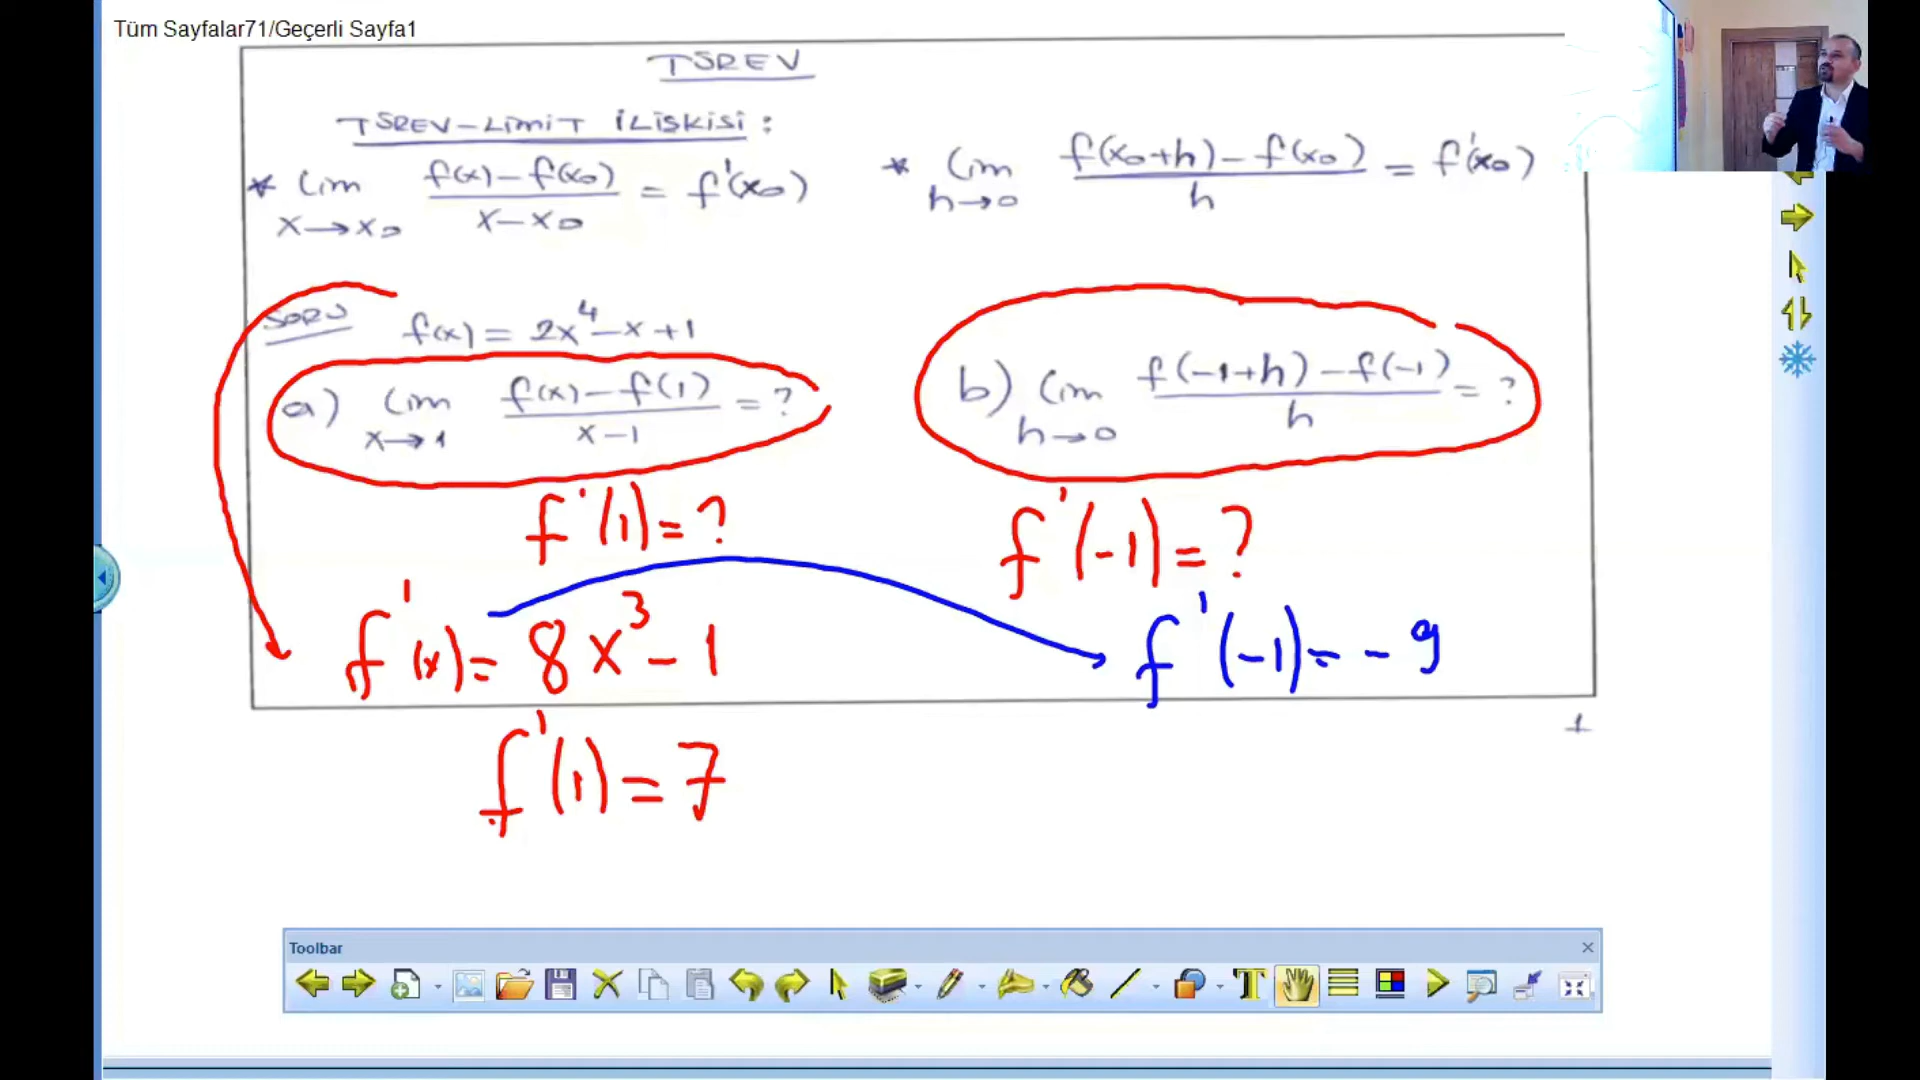 Tüm Sayfalar71/Geçerli Sayfa1
TÜREV
TÜREV-LİMİT İLİŞKİSİ:
* lim x→x₀ f(x)-f(x₀) / x-x₀ = f'(x₀)
* lim h→0 f(x₀+h)-f(x₀) / h = f'(x₀)
SORU f(x) = 2x⁴-x+1
a) lim x→1 f(x)-f(1) / x-1 = ?
b) lim h→0 f(-1+h)-f(-1) / h = ?
f'(1) = ?
f'(-1) = ?
f'(x) = 8x³-1
f'(-1) = -9
f'(1) = 7
1
Toolbar